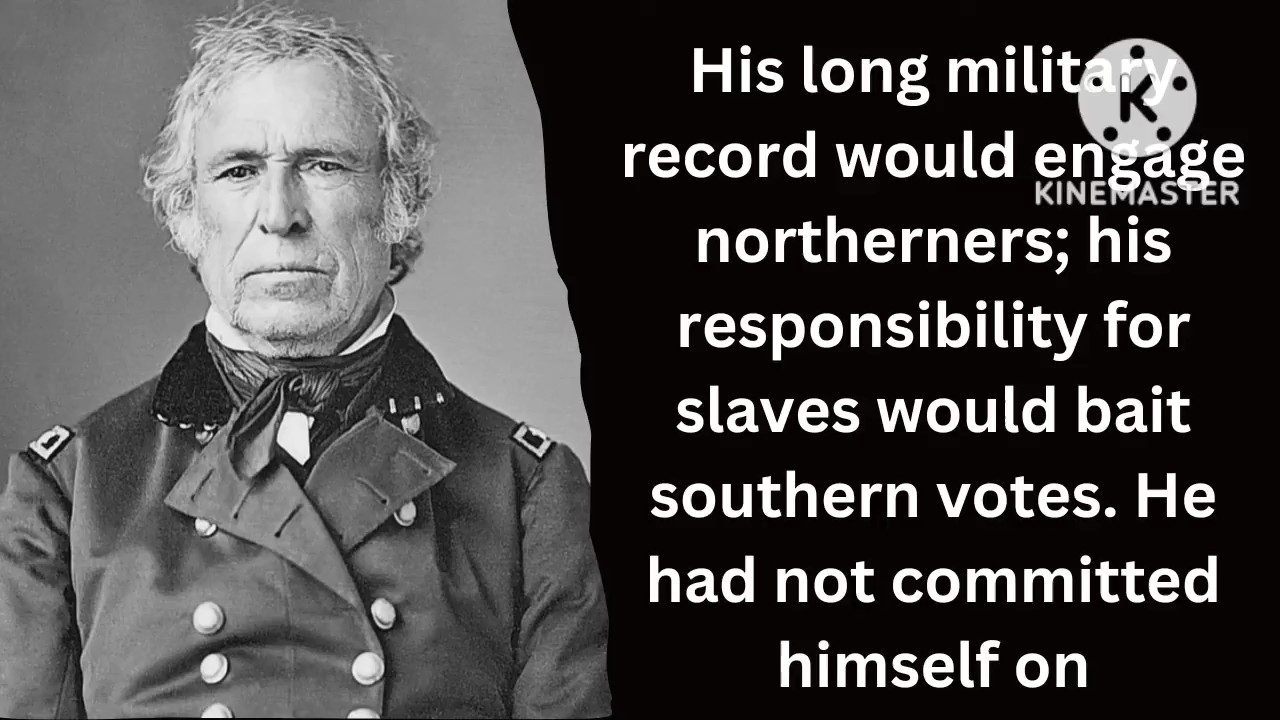 His long military
record would engage
northerners; his
responsibility for
slaves would bait
southern votes. He
had not committed
himself on
K
KINEMASTER